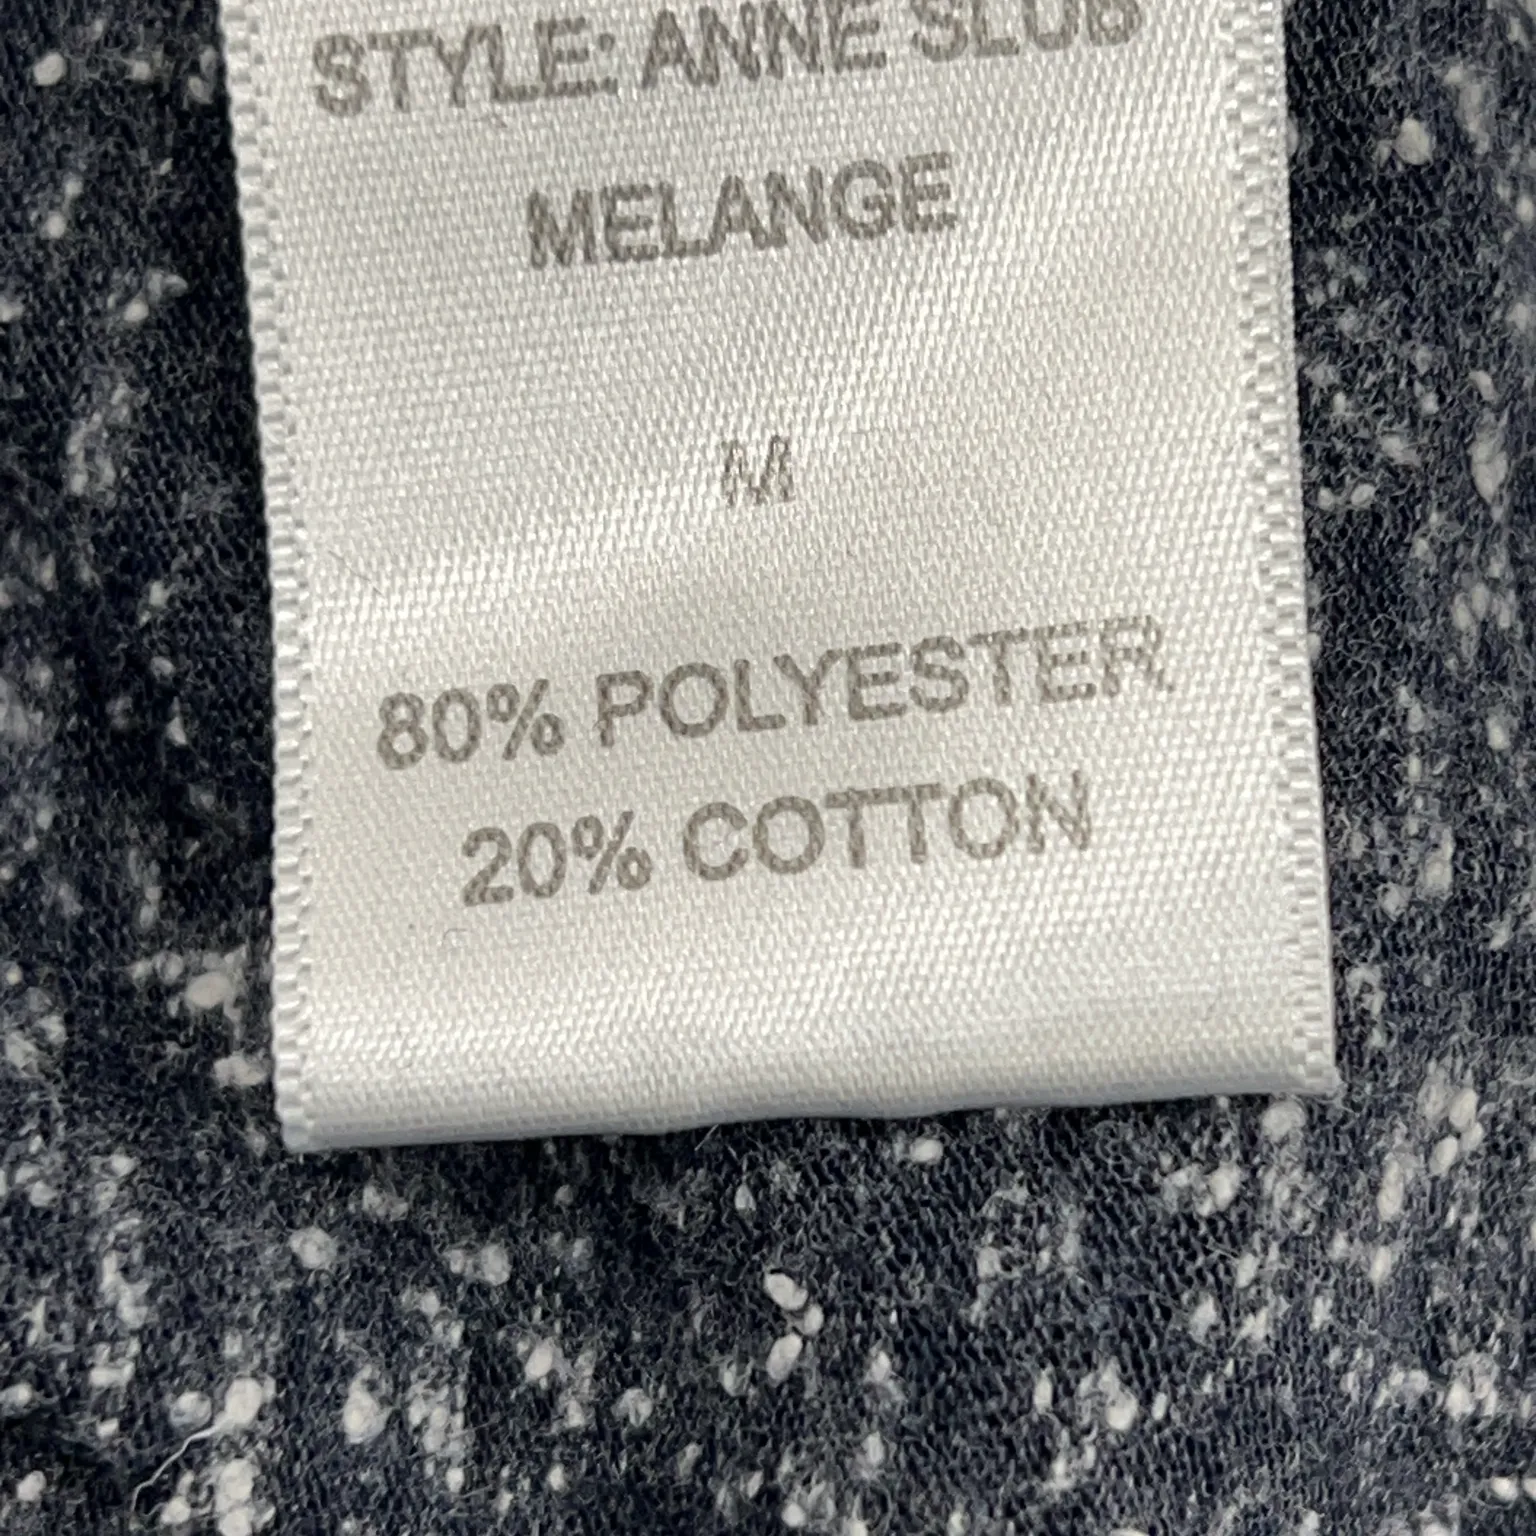 STYLE: ANNE SLUB
MELANGE
M
80% POLYESTER
20% COTTON